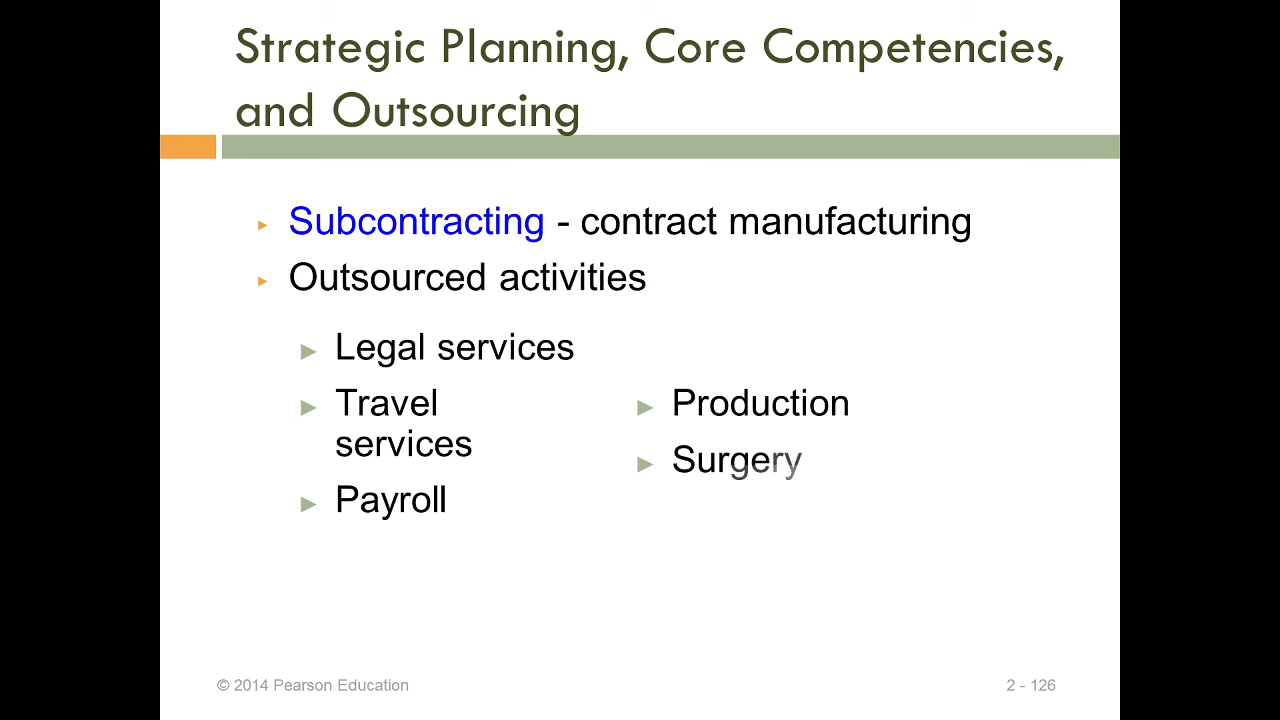 Strategic Planning, Core Competencies,
and Outsourcing
Subcontracting - contract manufacturing
Outsourced activities
Legal services
Travel
services
Payroll
Production
Surgery
© 2014 Pearson Education
2 - 126